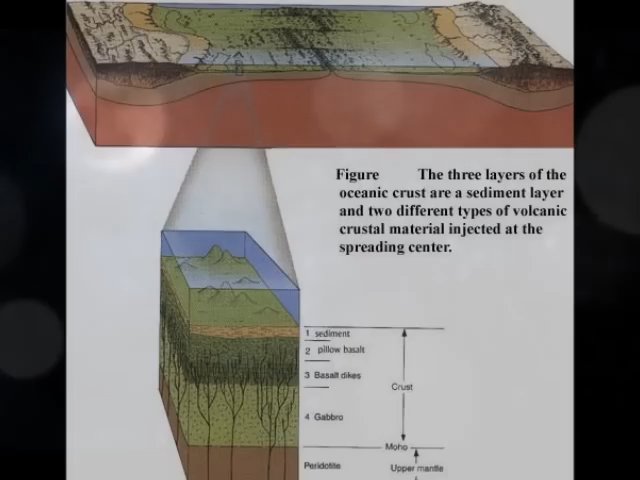 Figure The three layers of the
oceanic crust are a sediment layer
and two different types of volcanic
crustal material injected at the
spreading center.
1 sediment
2 pillow basalt
3 Basalt dikes
Crust
4 Gabbro
Moho
Peridotite
Upper mantle